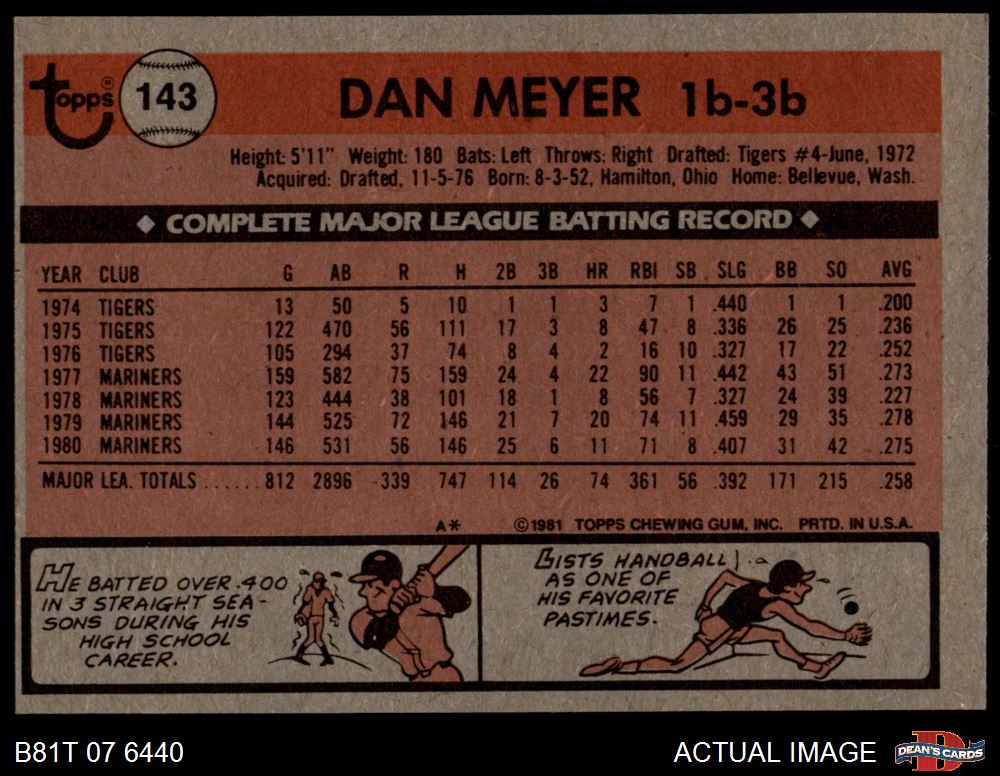 Topps ® 143 DAN MEYER 1b-3b
Height: 5'11" Weight: 180 Bats: Left Throws: Right Drafted: Tigers #4-June, 1972
Acquired: Drafted, 11-5-76 Born: 8-3-52, Hamilton, Ohio Home: Bellevue, Wash.
◆ COMPLETE MAJOR LEAGUE BATTING RECORD ◆
YEAR CLUB G AB R H 2B 3B HR RBI SB SLG BB SO AVG
1974 TIGERS 13 50 5 10 1 1 3 7 1 .440 1 1 .200
1975 TIGERS 122 470 56 111 17 3 8 47 8 .336 26 25 .236
1976 TIGERS 105 294 37 74 8 4 2 16 10 .327 17 22 .252
1977 MARINERS 159 582 75 159 24 4 22 90 11 .442 43 51 .273
1978 MARINERS 123 444 38 101 18 1 8 56 7 .327 24 39 .227
1979 MARINERS 144 525 72 146 21 7 20 74 11 .459 29 35 .278
1980 MARINERS 146 531 56 146 25 6 11 71 8 .407 31 42 .275
MAJOR LEA. TOTALS ......812 2896 339 747 114 26 74 361 56 .392 171 215 .258
A* ©1981 TOPPS CHEWING GUM, INC. PRTD. IN U.S.A.
HE BATTED OVER .400
IN 3 STRAIGHT SEA-
SONS DURING HIS
HIGH SCHOOL
CAREER.
LISTS HANDBALL
AS ONE OF
HIS FAVORITE
PASTIMES.
B81T 07 6440 ACTUAL IMAGE DEAN'S CARDS